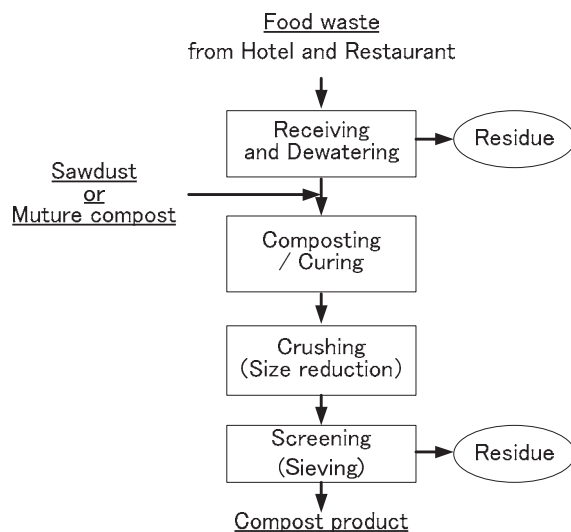 Food waste
from Hotel and Restaurant
Receiving
and Dewatering
Residue
Sawdust
or
Muture compost
Composting
/ Curing
Crushing
(Size reduction)
Screening
(Sieving)
Residue
Compost product